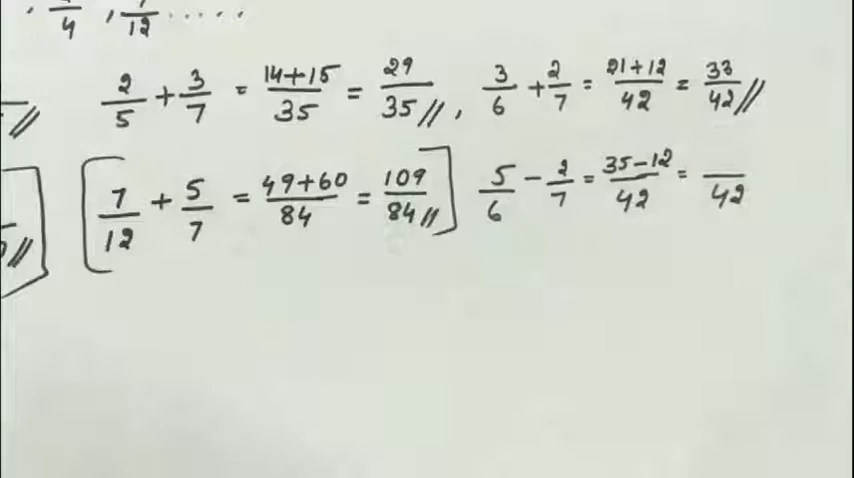 , —/4 , 7/12 .....
2/5 + 3/7 = 14+15/35 = 29/35 // , 3/6 + 2/7 = 21+12/42 = 33/42 //
[ 7/12 + 5/7 = 49+60/84 = 109/84 // ] 5/6 - 2/7 = 35-12/42 = —/42